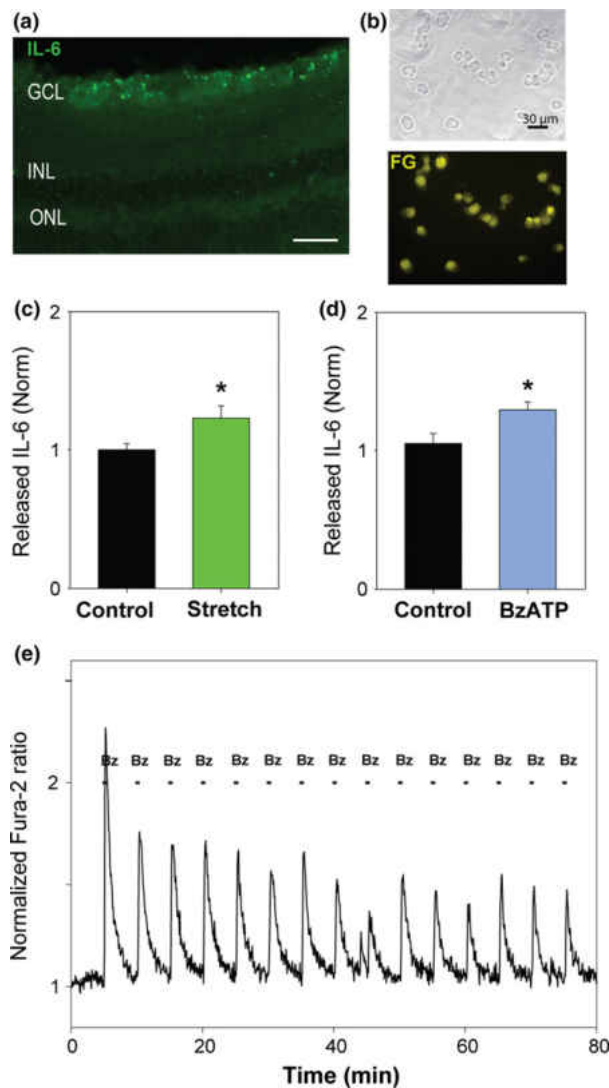 (a)
IL-6
GCL
INL
ONL
(b)
30 µm
FG
(c)
2
1
0
Released IL-6 (Norm)
*
Control Stretch
(d)
2
1
0
Released IL-6 (Norm)
*
Control BzATP
(e)
Normalized Fura-2 ratio
2
1
Bz Bz Bz Bz Bz Bz Bz Bz Bz Bz Bz Bz Bz Bz Bz
0 20 40 60 80
Time (min)